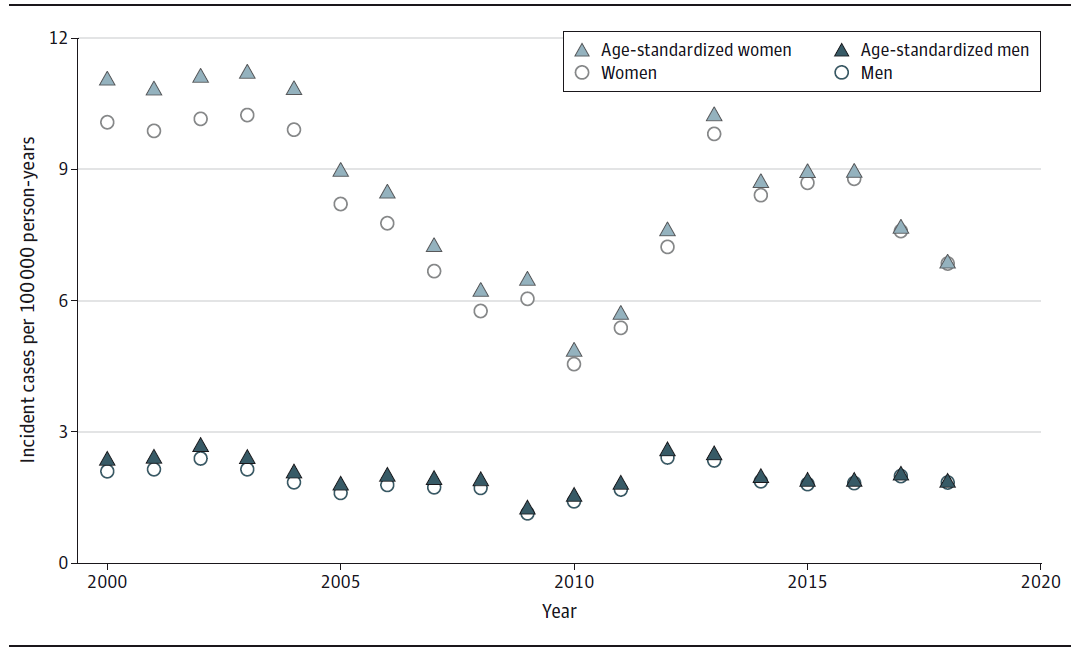 12
9
6
3
0
Incident cases per 100 000 person-years
Age-standardized women
Age-standardized men
Women
Men
2000
2005
2010
2015
2020
Year